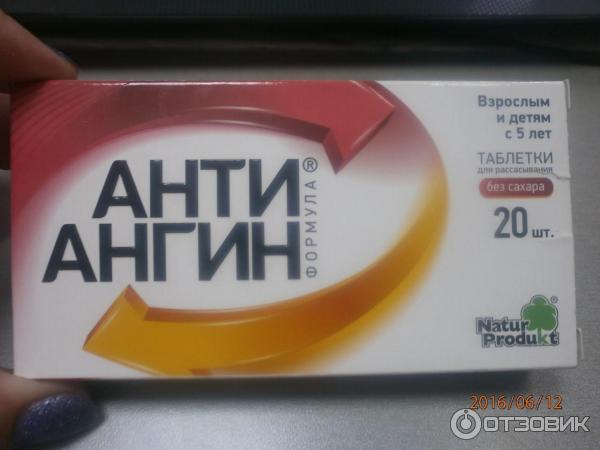 АНТИ
АНГИН®
ФОРМУЛА
Взрослым
и детям
с 5 лет
ТАБЛЕТКИ
для рассасывания
без сахара
20 шт.
Natur
Produkt®
2016/06/12
ОТЗОВИК